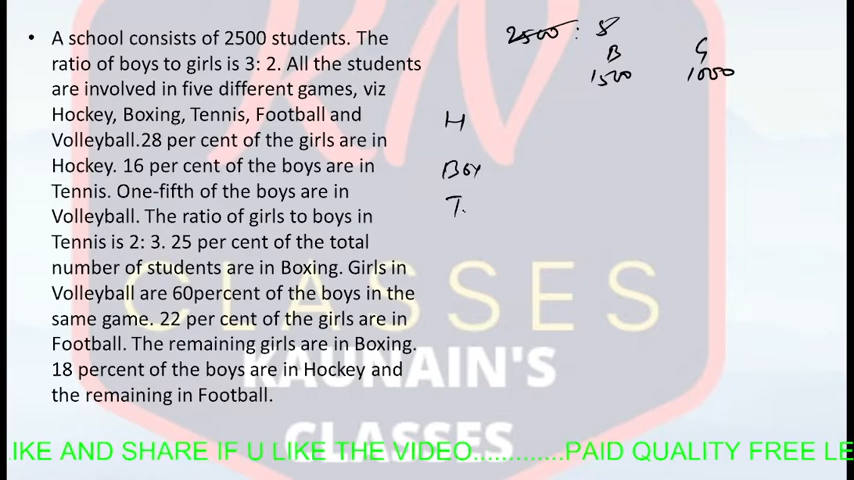 • A school consists of 2500 students. The
ratio of boys to girls is 3: 2. All the students
are involved in five different games, viz
Hockey, Boxing, Tennis, Football and
Volleyball.28 per cent of the girls are in
Hockey. 16 per cent of the boys are in
Tennis. One-fifth of the boys are in
Volleyball. The ratio of girls to boys in
Tennis is 2: 3. 25 per cent of the total
number of students are in Boxing. Girls in
Volleyball are 60percent of the boys in the
same game. 22 per cent of the girls are in
Football. The remaining girls are in Boxing.
18 percent of the boys are in Hockey and
the remaining in Football.
2500 :
B G
1500 1000
H
Box
T.
CLASSES
KAUNAIN'S
CLASSES
IKE AND SHARE IF U LIKE THE VIDEO.............PAID QUALITY FREE LE